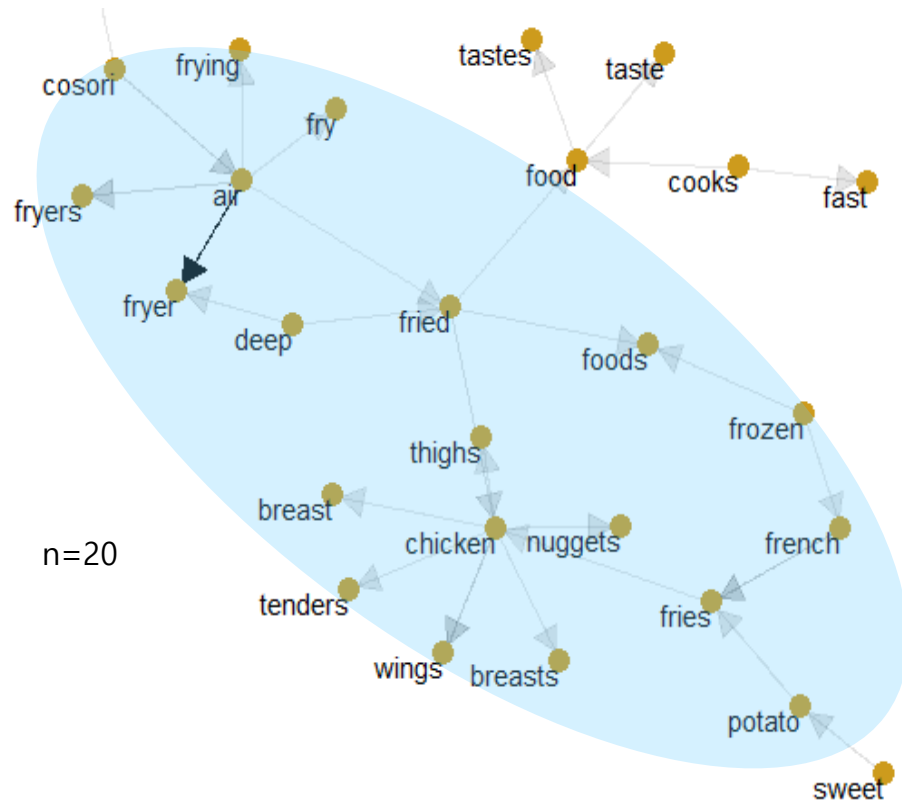 tastes
taste
frying
cosori
fry
food
cooks
fast
air
fryers
fryer
deep
fried
foods
frozen
thighs
breast
chicken
nuggets
french
n=20
tenders
fries
wings
breasts
potato
sweet